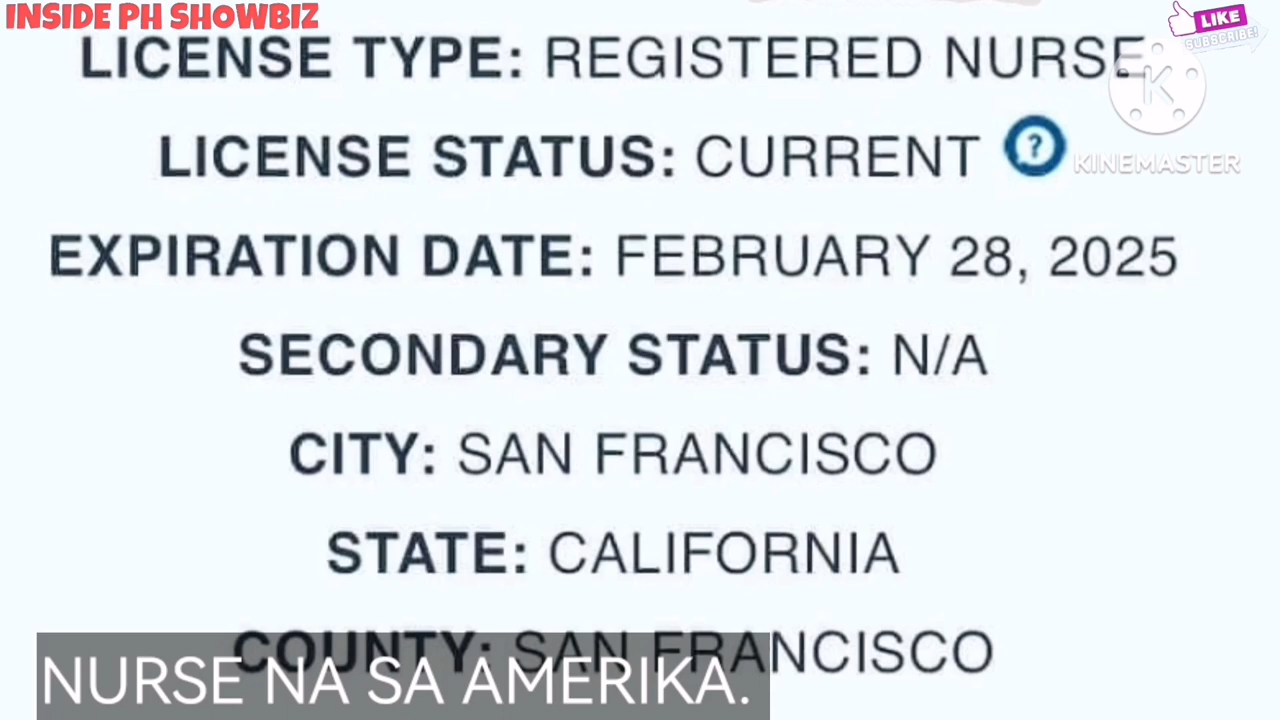 INSIDE PH SHOWBIZ
LIKE
SUBSCRIBE!
LICENSE TYPE: REGISTERED NURSE
K
LICENSE STATUS: CURRENT ?
KINEMASTER
EXPIRATION DATE: FEBRUARY 28, 2025
SECONDARY STATUS: N/A
CITY: SAN FRANCISCO
STATE: CALIFORNIA
COUNTY: SAN FRANCISCO
NURSE NA SA AMERIKA.